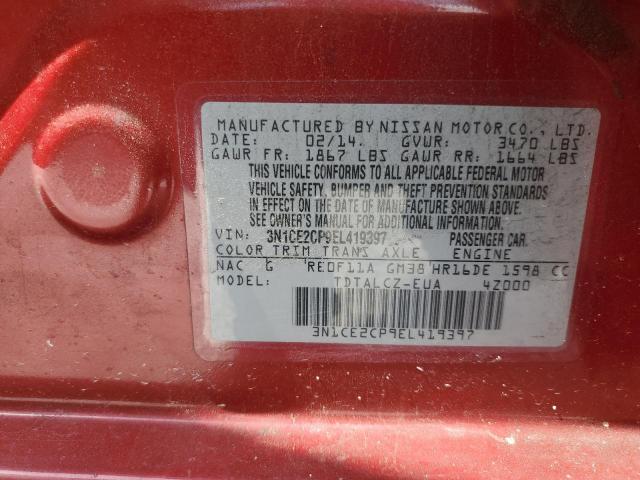 MANUFACTURED BY NISSAN MOTOR CO., LTD.
DATE: 02/14. GVWR: 3470 LBS
GAWR FR: 1867 LBS GAWR RR: 1664 LBS
THIS VEHICLE CONFORMS TO ALL APPLICABLE FEDERAL MOTOR
VEHICLE SAFETY, BUMPER AND THEFT PREVENTION STANDARDS
IN EFFECT ON THE DATE OF MANUFACTURE SHOWN ABOVE.
SEE OWNER'S MANUAL FOR ADDITIONAL INFORMATION.
VIN: 3N1CE2CP9EL419397 PASSENGER CAR.
COLOR TRIM TRANS AXLE ENGINE
NAC G RE0F11A GM38 HR16DE 1598 CC
MODEL: TDTALCZ-EUA 4Z000
3N1CE2CP9EL419397